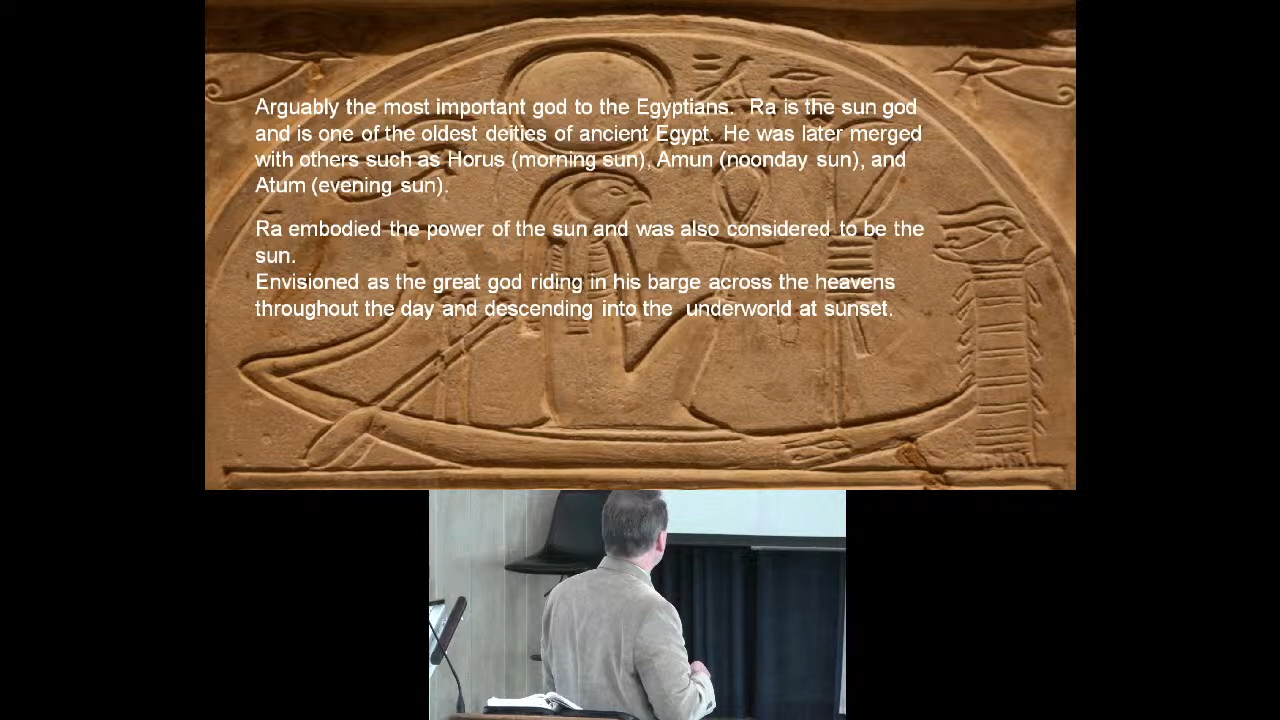 Arguably the most important god to the Egyptians.  Ra is the sun god
and is one of the oldest deities of ancient Egypt. He was later merged
with others such as Horus (morning sun), Amun (noonday sun), and
Atum (evening sun).
Ra embodied the power of the sun and was also considered to be the
sun.
Envisioned as the great god riding in his barge across the heavens
throughout the day and descending into the  underworld at sunset.